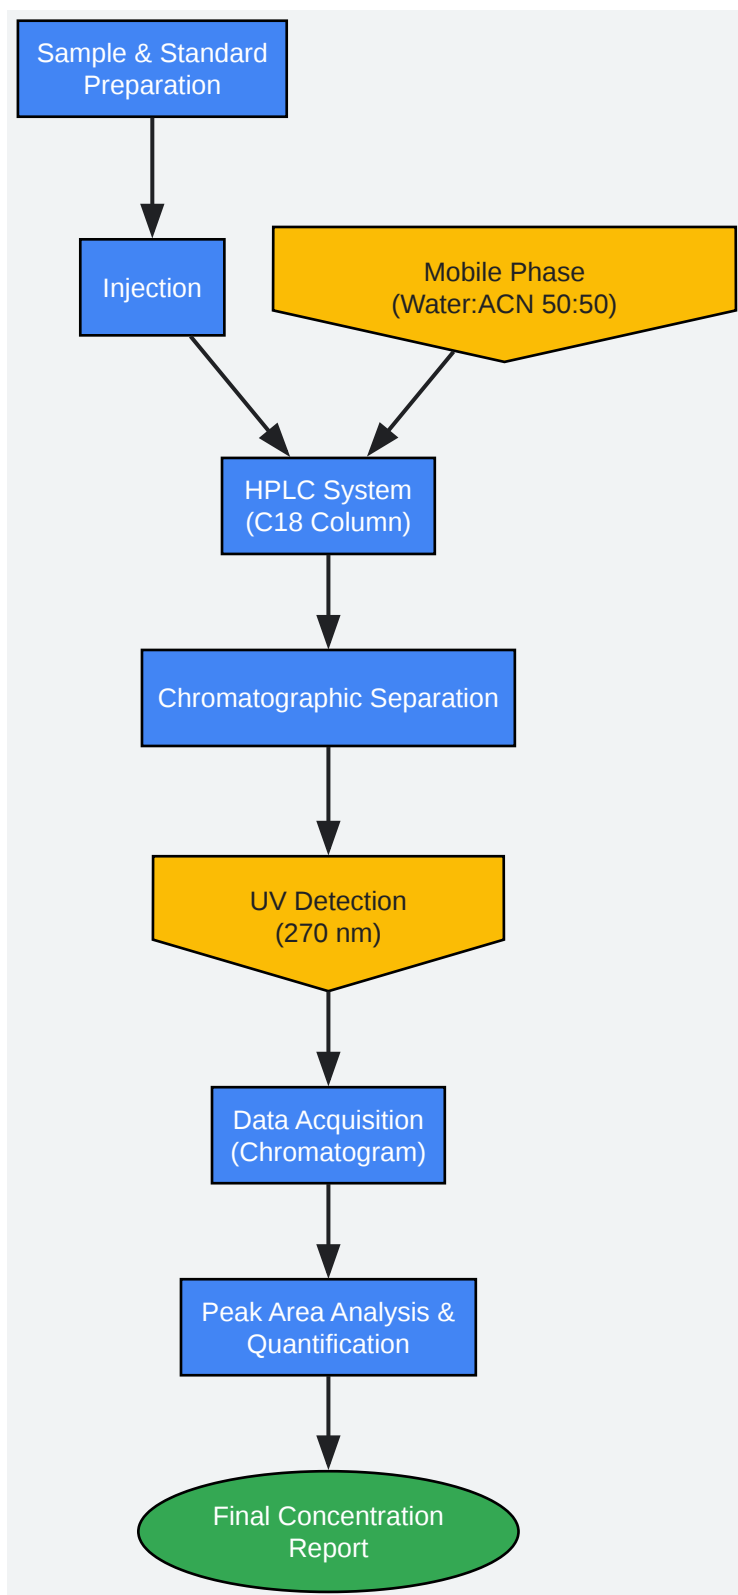 Sample & Standard
Preparation
Injection
Mobile Phase
(Water:ACN 50:50)
HPLC System
(C18 Column)
Chromatographic Separation
UV Detection
(270 nm)
Data Acquisition
(Chromatogram)
Peak Area Analysis &
Quantification
Final Concentration
Report